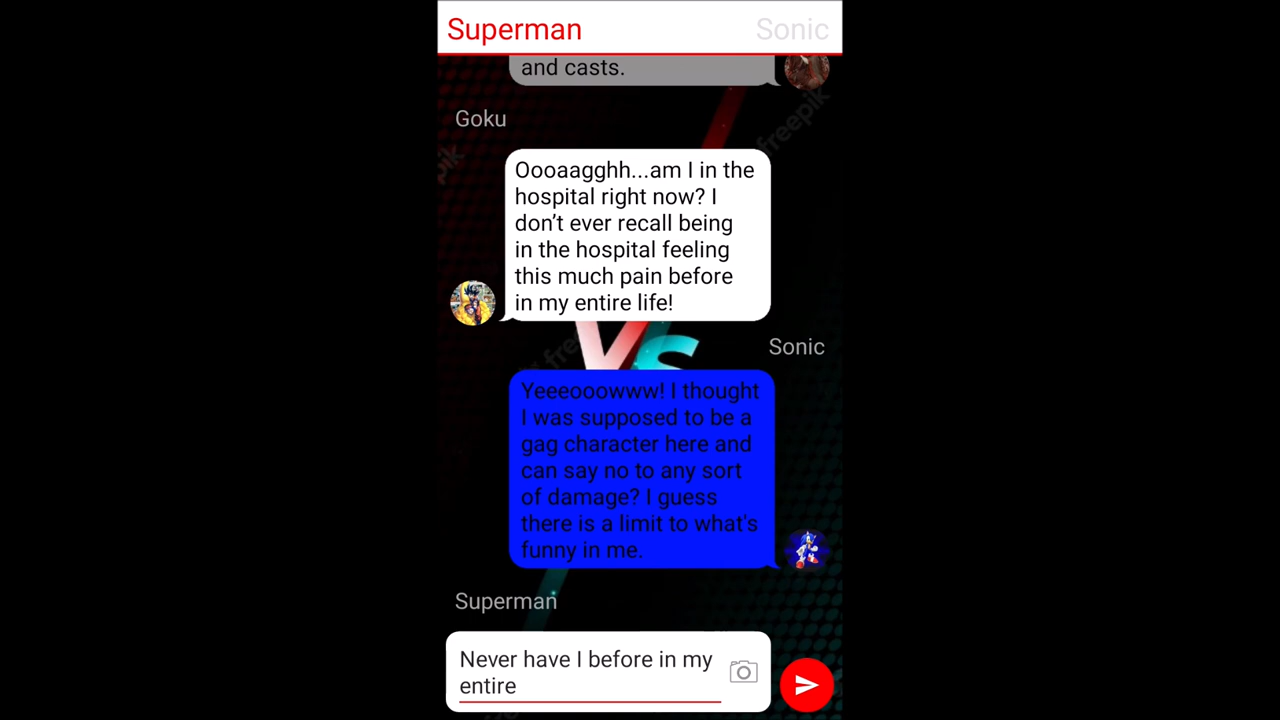 Superman
Sonic
and casts.
Goku
Oooaagghh...am I in the
hospital right now? I
don’t ever recall being
in the hospital feeling
this much pain before
in my entire life!
VS
Sonic
Yeeeooowww! I thought
I was supposed to be a
gag character here and
can say no to any sort
of damage? I guess
there is a limit to what's
funny in me.
Superman
Never have I before in my
entire
freepik